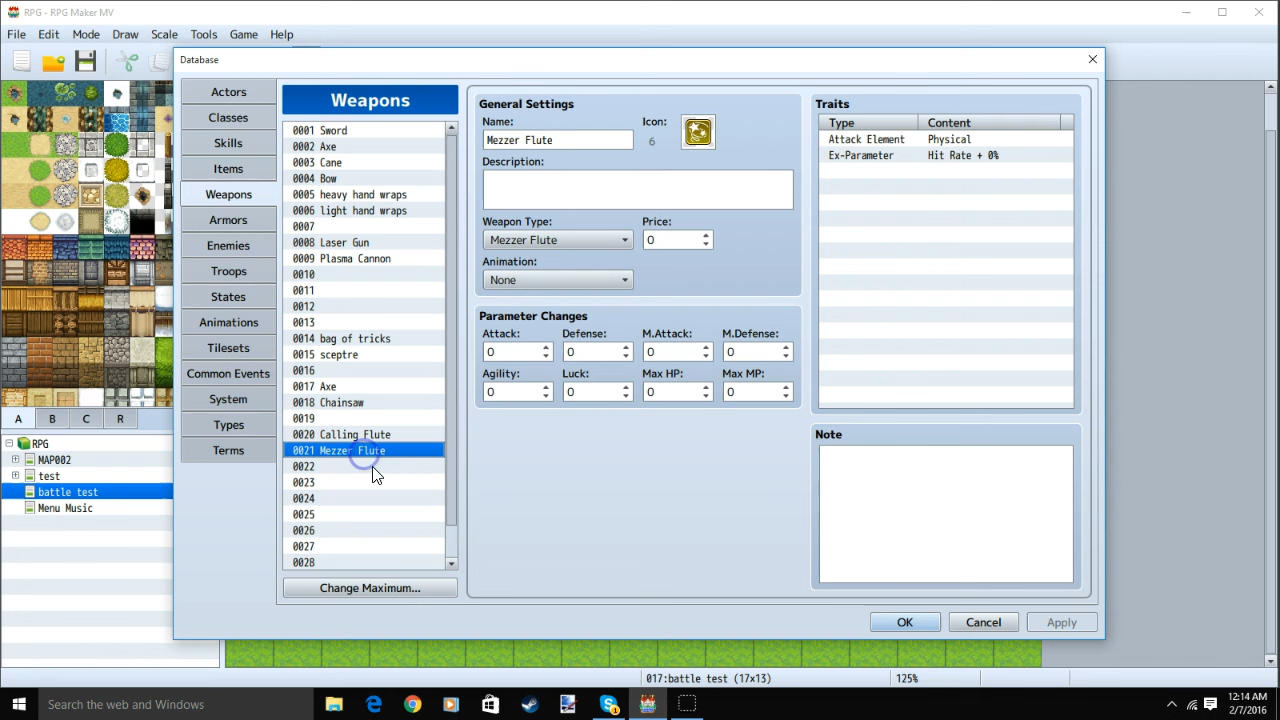 RPG - RPG Maker MV
File Edit Mode Draw Scale Tools Game Help
Database
Actors
Classes
Skills
Items
Weapons
Armors
Enemies
Troops
States
Animations
Tilesets
Common Events
System
Types
Terms
Weapons
0001 Sword
0002 Axe
0003 Cane
0004 Bow
0005 heavy hand wraps
0006 light hand wraps
0007
0008 Laser Gun
0009 Plasma Cannon
0010
0011
0012
0013
0014 bag of tricks
0015 sceptre
0016
0017 Axe
0018 Chainsaw
0019
0020 Calling Flute
0021 Mezzer Flute
0022
0023
0024
0025
0026
0027
0028
Change Maximum...
General Settings
Name: Icon:
Mezzer Flute 6
Description:
Weapon Type: Price:
Mezzer Flute 0
Animation:
None
Parameter Changes
Attack: Defense: M.Attack: M.Defense:
0 0 0 0
Agility: Luck: Max HP: Max MP:
0 0 0 0
Traits
Type Content
Attack Element Physical
Ex-Parameter Hit Rate + 0%
Note
OK Cancel Apply
A B C R
RPG
MAP002
test
battle test
Menu Music
017:battle test (17x13) 125%
Search the web and Windows
12:14 AM
2/7/2016